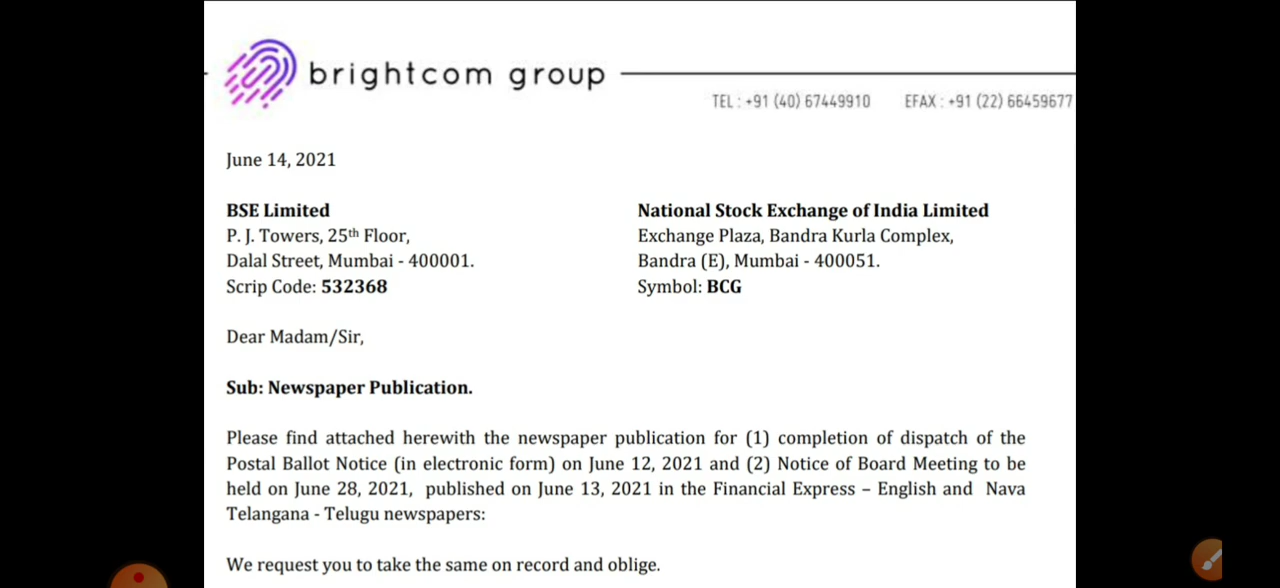 brightcom group
TEL : +91 (40) 67449910 EFAX : +91 (22) 66459677
June 14, 2021
BSE Limited
P. J. Towers, 25th Floor,
Dalal Street, Mumbai - 400001.
Scrip Code: 532368
National Stock Exchange of India Limited
Exchange Plaza, Bandra Kurla Complex,
Bandra (E), Mumbai - 400051.
Symbol: BCG
Dear Madam/Sir,
Sub: Newspaper Publication.
Please find attached herewith the newspaper publication for (1) completion of dispatch of the
Postal Ballot Notice (in electronic form) on June 12, 2021 and (2) Notice of Board Meeting to be
held on June 28, 2021, published on June 13, 2021 in the Financial Express – English and Nava
Telangana - Telugu newspapers:
We request you to take the same on record and oblige.